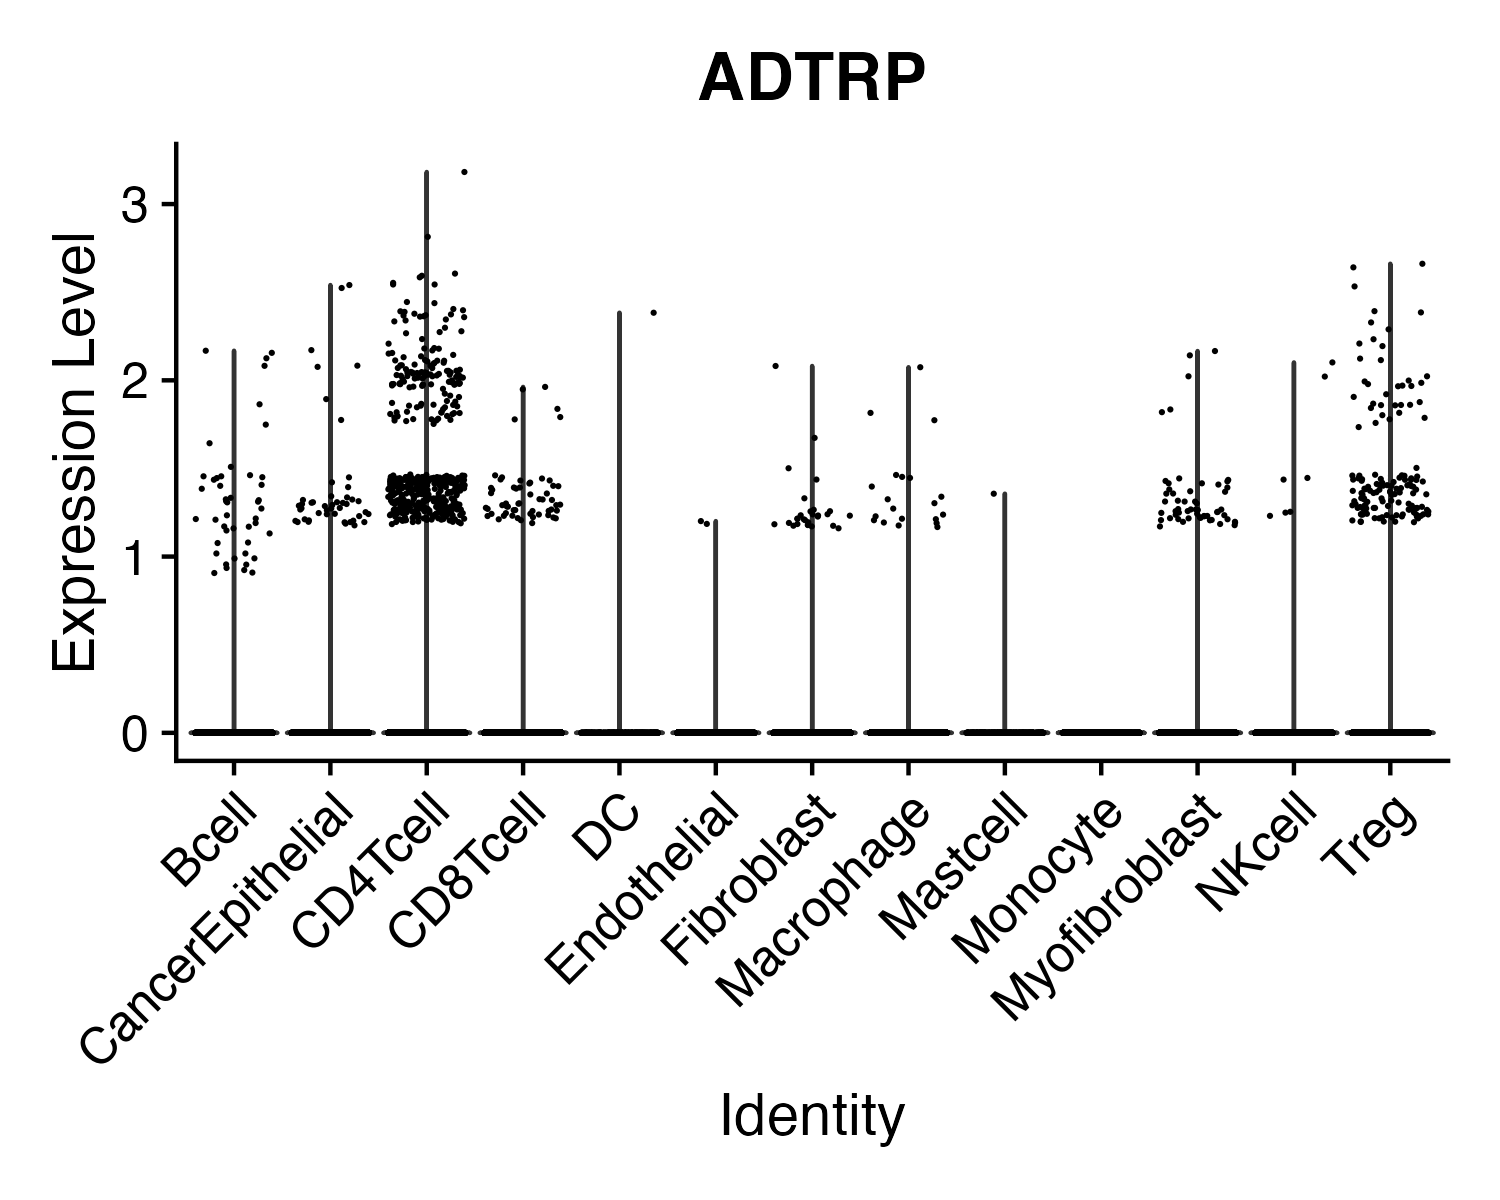 ADTRP
Expression Level
3
2
1
0
Bcell
CancerEpithelial
CD4Tcell
CD8Tcell
DC
Endothelial
Fibroblast
Macrophage
Mastcell
Monocyte
Myofibroblast
NKcell
Treg
Identity